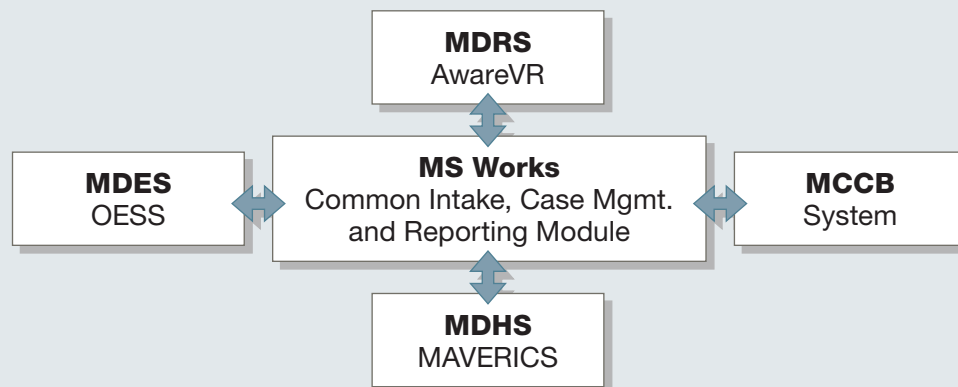 MDRS
AwareVR
MDES
OESS
MS Works
Common Intake, Case Mgmt.
and Reporting Module
MCCB
System
MDHS
MAVERICS